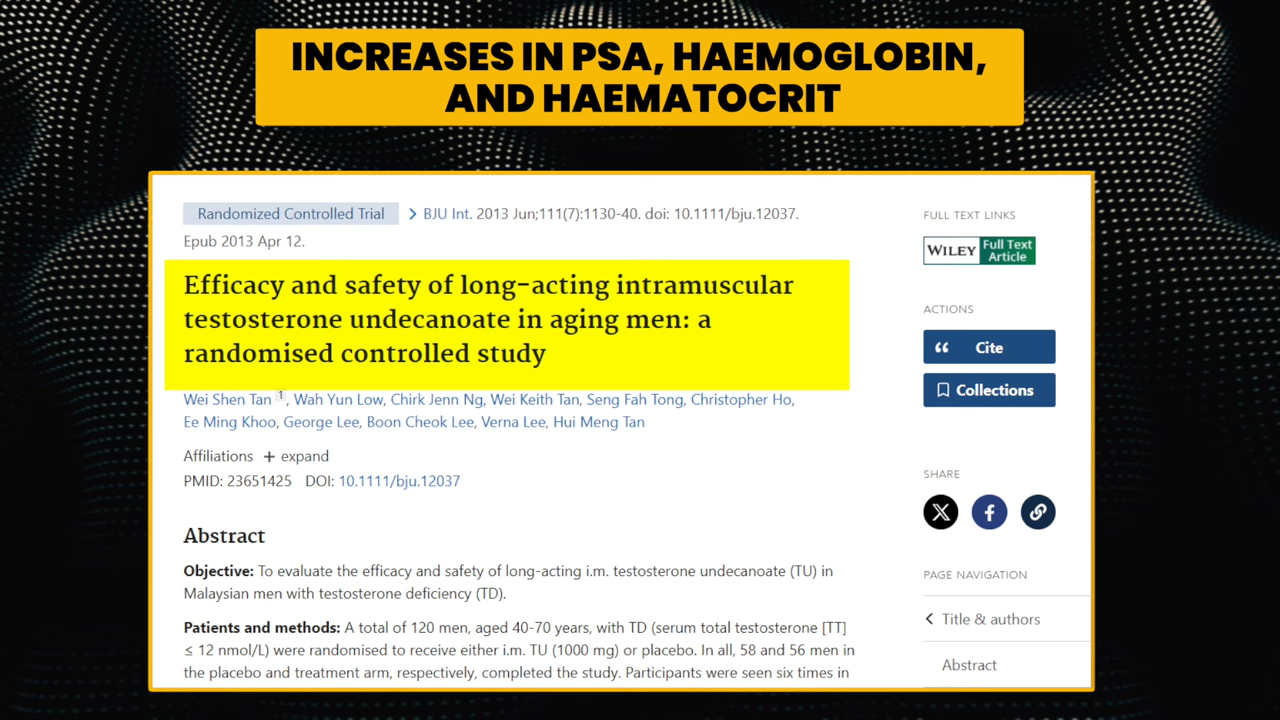 INCREASES IN PSA, HAEMOGLOBIN,
AND HAEMATOCRIT
Randomized Controlled Trial > BJU Int. 2013 Jun;111(7):1130-40. doi: 10.1111/bju.12037.
Epub 2013 Apr 12.
Efficacy and safety of long-acting intramuscular
testosterone undecanoate in aging men: a
randomised controlled study
Wei Shen Tan 1, Wah Yun Low, Chirk Jenn Ng, Wei Keith Tan, Seng Fah Tong, Christopher Ho,
Ee Ming Khoo, George Lee, Boon Cheok Lee, Verna Lee, Hui Meng Tan
Affiliations + expand
PMID: 23651425 DOI: 10.1111/bju.12037
Abstract
Objective: To evaluate the efficacy and safety of long-acting i.m. testosterone undecanoate (TU) in
Malaysian men with testosterone deficiency (TD).
Patients and methods: A total of 120 men, aged 40-70 years, with TD (serum total testosterone [TT]
≤ 12 nmol/L) were randomised to receive either i.m. TU (1000 mg) or placebo. In all, 58 and 56 men in
the placebo and treatment arm, respectively, completed the study. Participants were seen six times in
FULL TEXT LINKS
WILEY Full Text
Article
ACTIONS
Cite
Collections
SHARE
PAGE NAVIGATION
Title & authors
Abstract